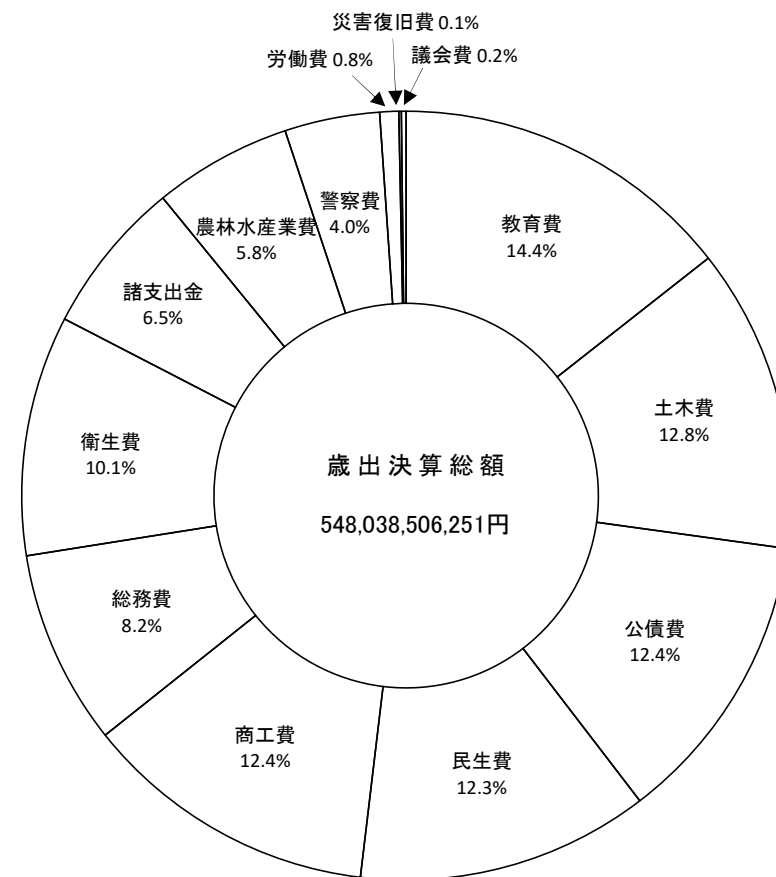 災害復旧費 0.1%
労働費 0.8%
議会費 0.2%
教育費
14.4%
土木費
12.8%
公債費
12.4%
民生費
12.3%
商工費
12.4%
総務費
8.2%
衛生費
10.1%
諸支出金
6.5%
農林水産業費
5.8%
警察費
4.0%
歳出決算総額
548,038,506,251円